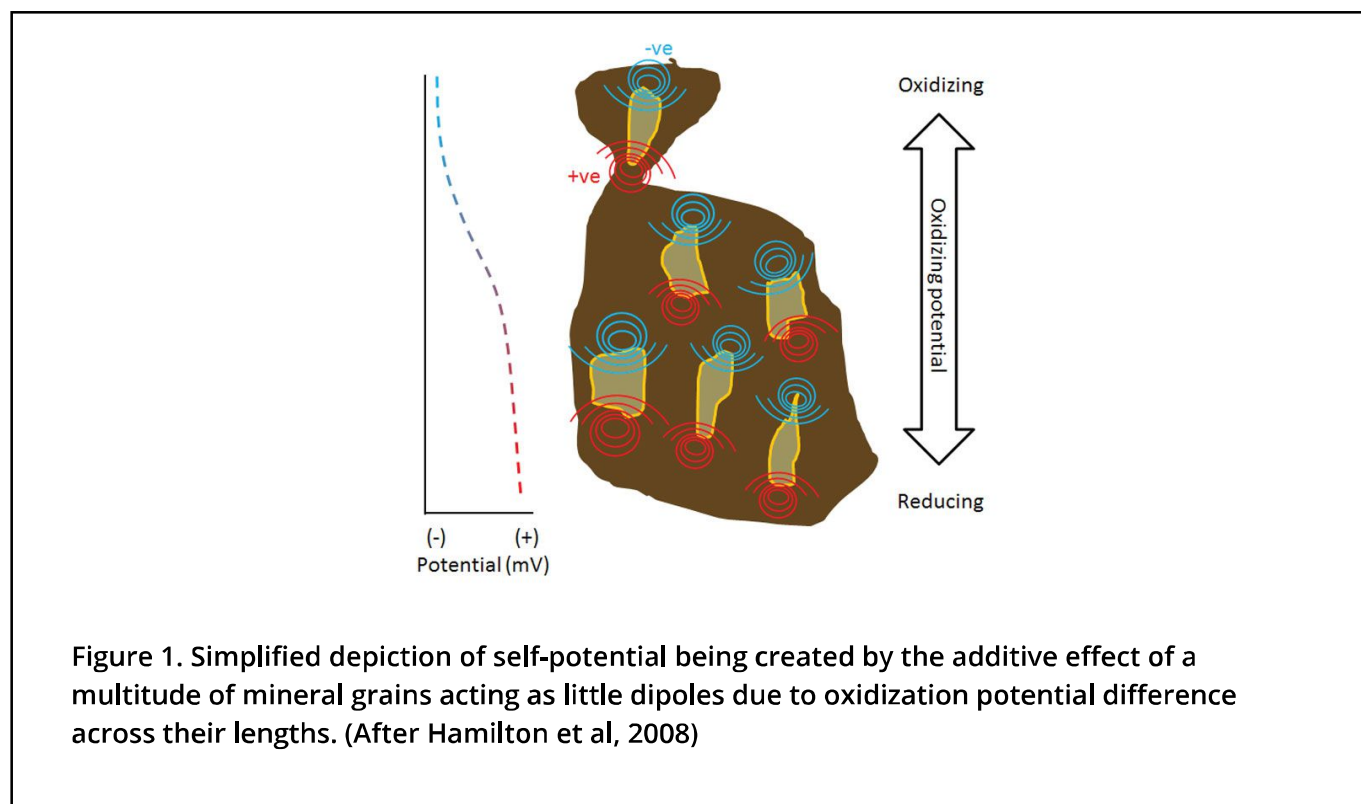 -ve
Oxidizing
+ve
Oxidizing potential
Reducing
(-) (+)
Potential (mV)
Figure 1. Simplified depiction of self-potential being created by the additive effect of a
multitude of mineral grains acting as little dipoles due to oxidization potential difference
across their lengths. (After Hamilton et al, 2008)